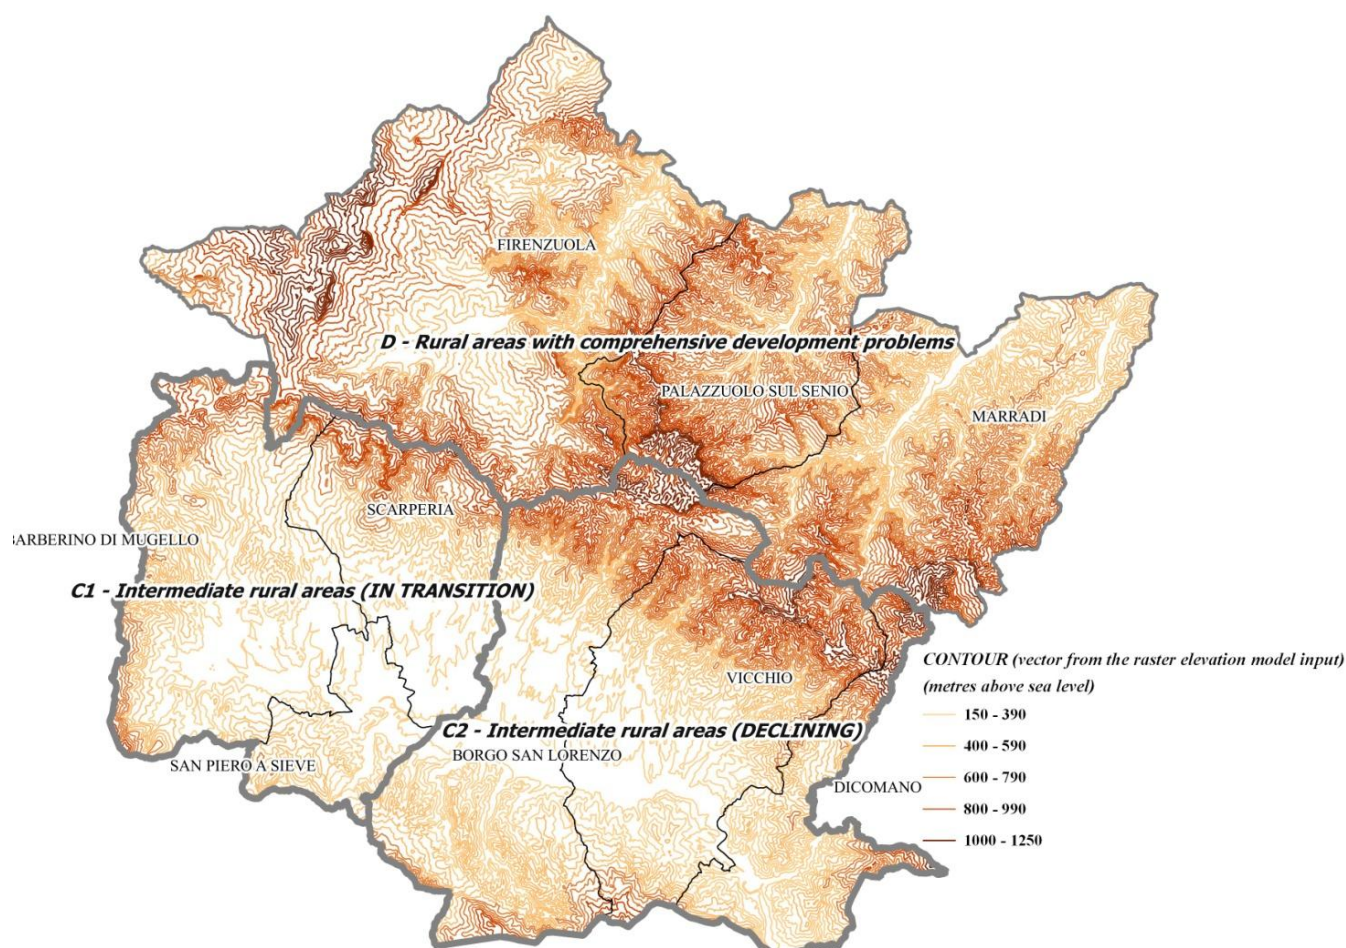 FIRENZUOLA
D - Rural areas with comprehensive development problems
PALAZZUOLO SUL SENIO
MARRADI
SCARPERIA
ARBERINO DI MUGELLO
C1 - Intermediate rural areas (IN TRANSITION)
VICCHIO
C2 - Intermediate rural areas (DECLINING)
BORGO SAN LORENZO
SAN PIERO A SIEVE
DICOMANO
CONTOUR (vector from the raster elevation model input)
(metres above sea level)
150 - 390
400 - 590
600 - 790
800 - 990
1000 - 1250